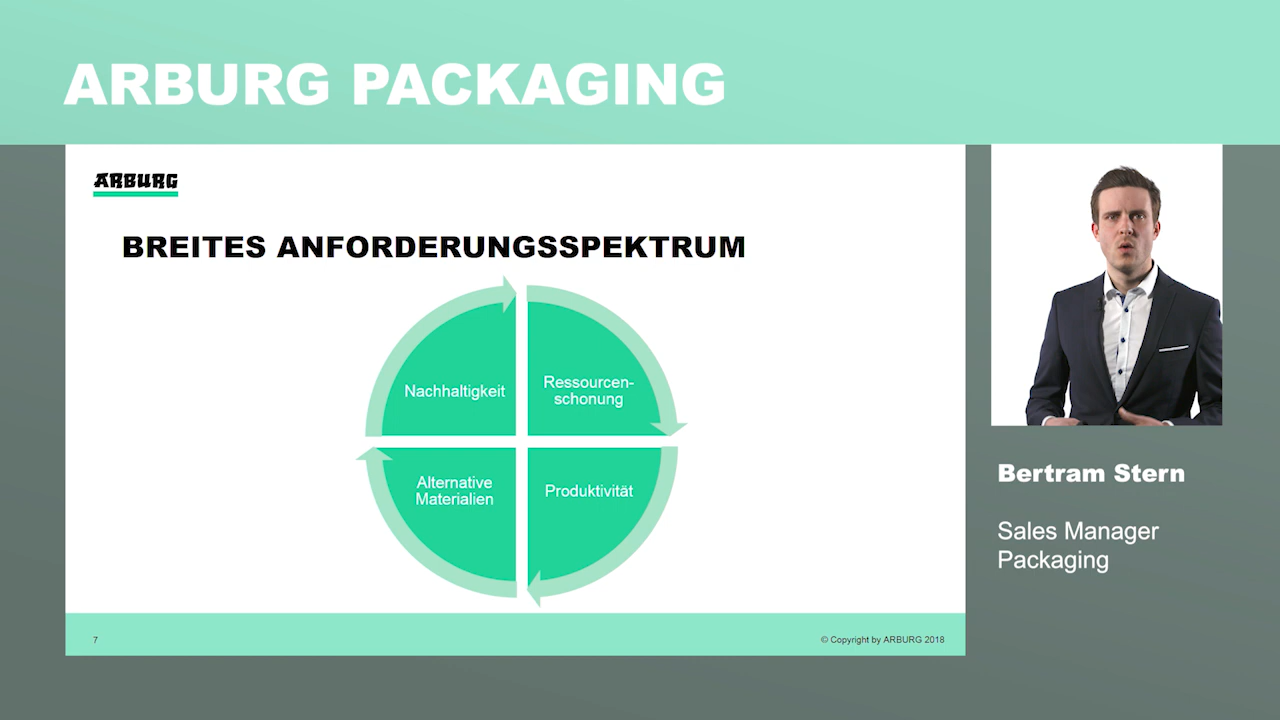 ARBURG PACKAGING
ARBURG
BREITES ANFORDERUNGSSPEKTRUM
Nachhaltigkeit
Ressourcen-
schonung
Alternative
Materialien
Produktivität
7
© Copyright by ARBURG 2018
Bertram Stern
Sales Manager
Packaging